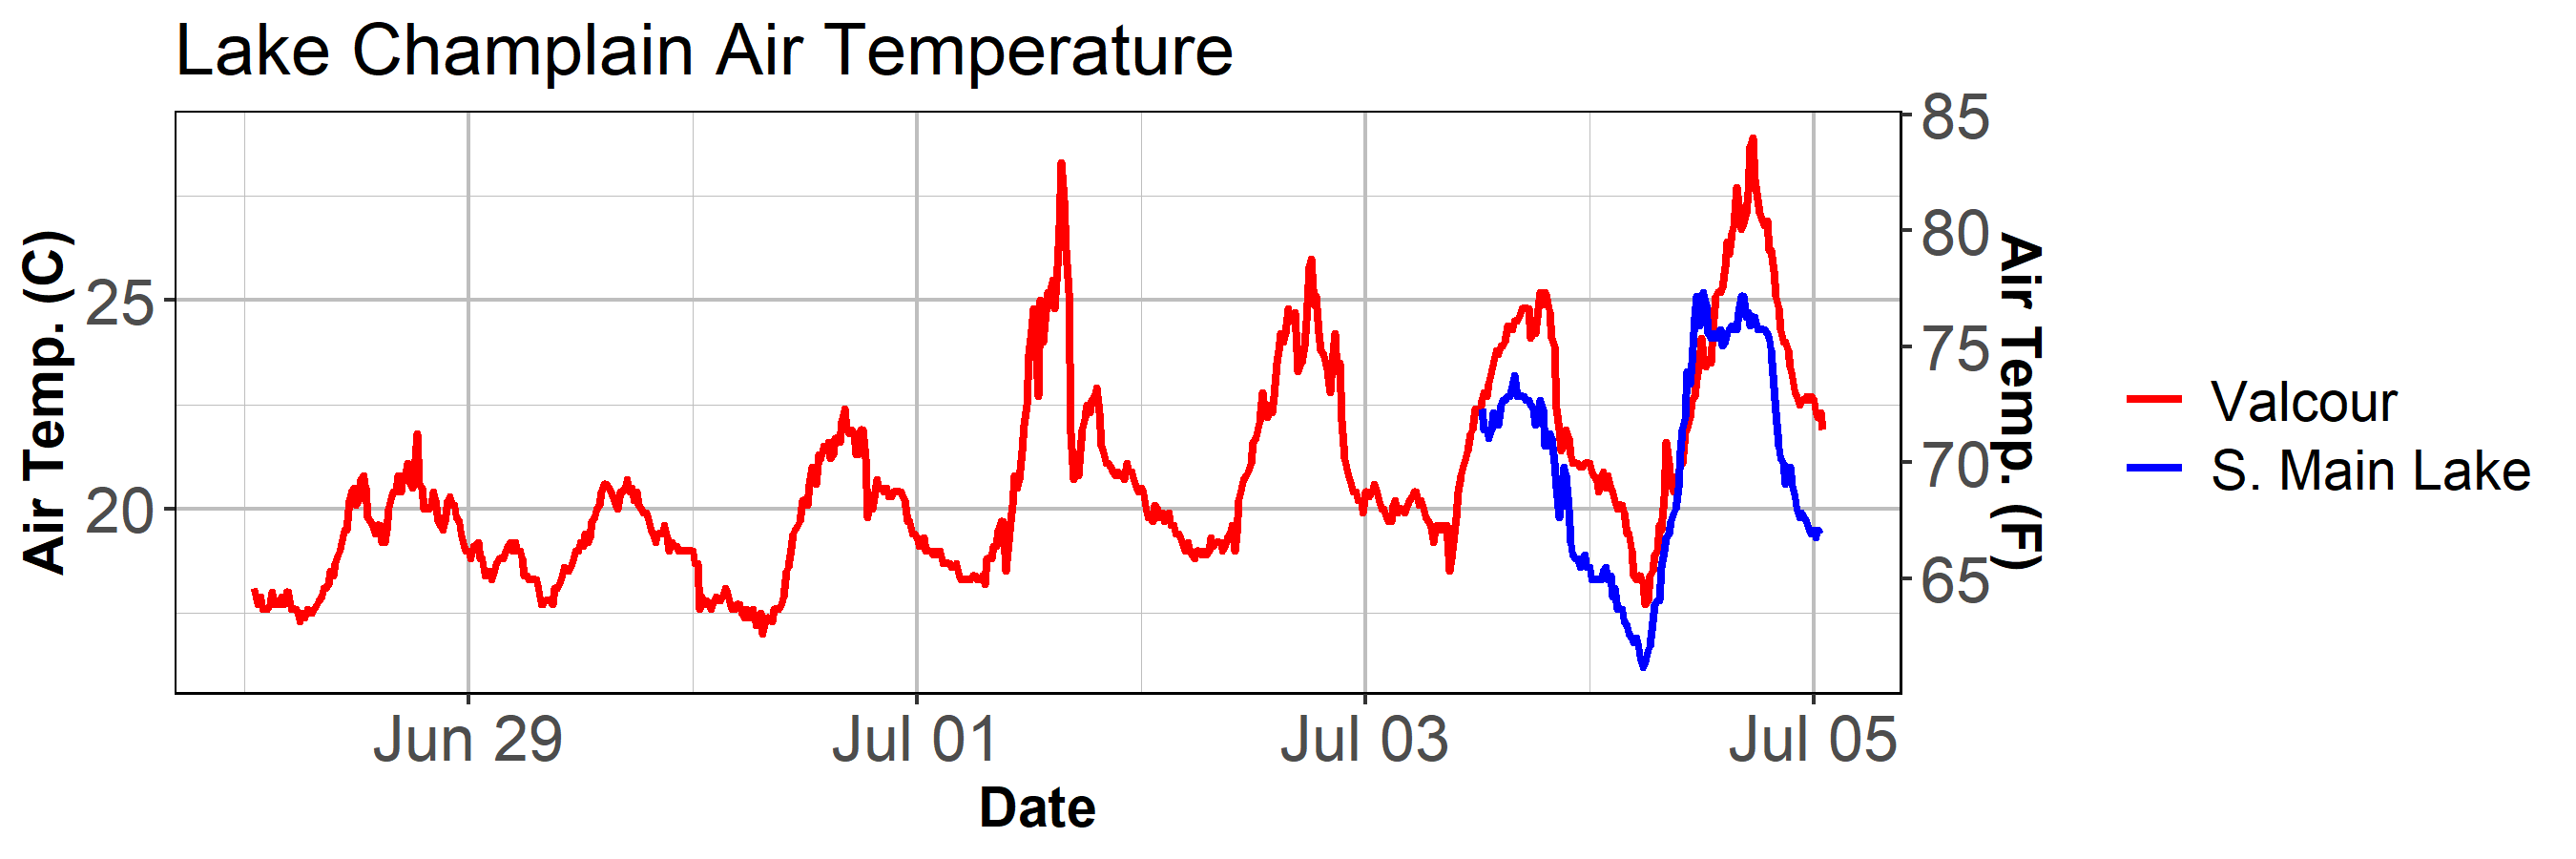 Lake Champlain Air Temperature
Air Temp. (C)
25
20
85
80
75
70
65
Air Temp. (F)
Jun 29
Jul 01
Jul 03
Jul 05
Date
Valcour
S. Main Lake